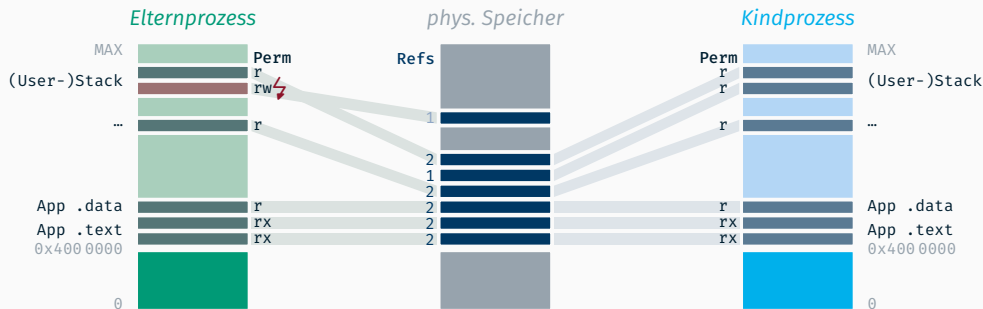 Elternprozess phys. Speicher Kindprozess
MAX Perm Refs Perm MAX
r r
(User-)Stack (User-)Stack
rw r
1
… r r …
2
1
2
App .data r 2 r App .data
rx 2 rx
App .text App .text
rx 2 rx
0x400 0000 0x400 0000
0 0